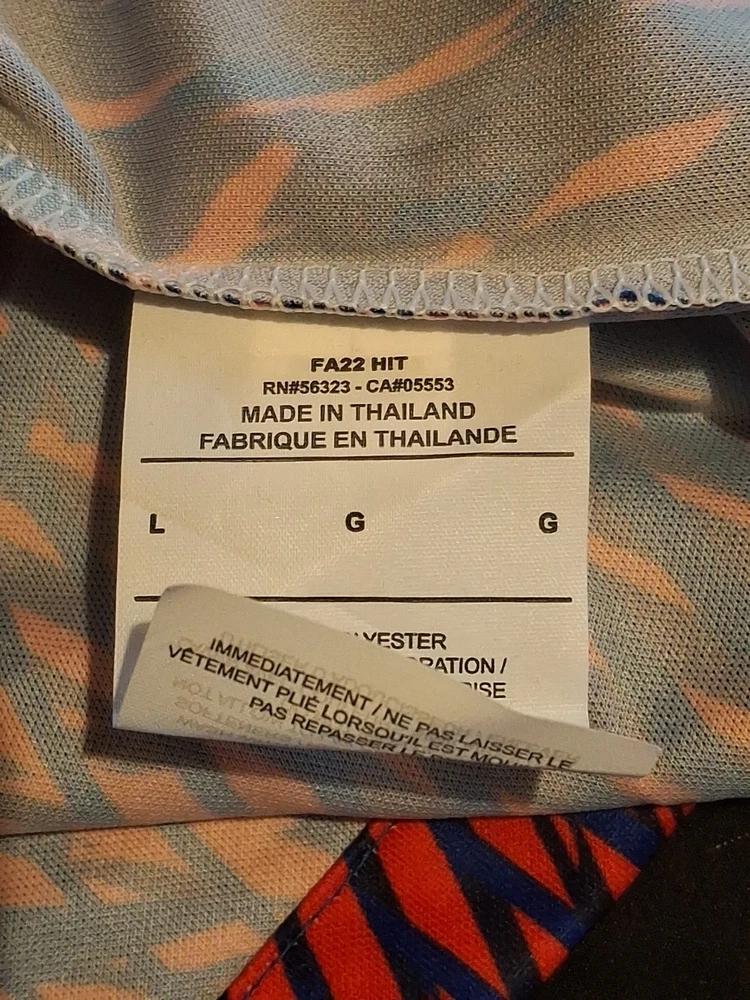 FA22 HIT
RN#56323 - CA#05553
MADE IN THAILAND
FABRIQUE EN THAILANDE
L G G
YESTER
RATION /
ISE
IMMEDIATEMENT / NE PAS LAISSER LE
VÊTEMENT PLIÉ LORSQU'IL EST
PAS REPASSER LE